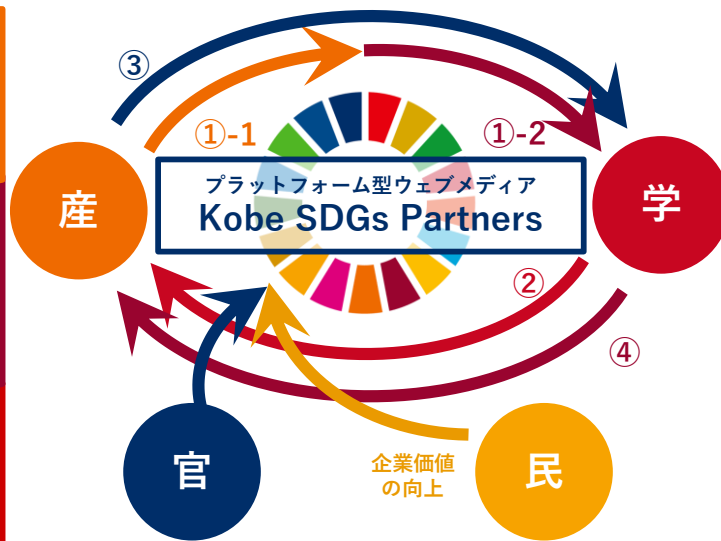 ③
①-1
①-2
プラットフォーム型ウェブメディア
Kobe SDGs Partners
産
学
②
④
官
企業価値
の向上
民